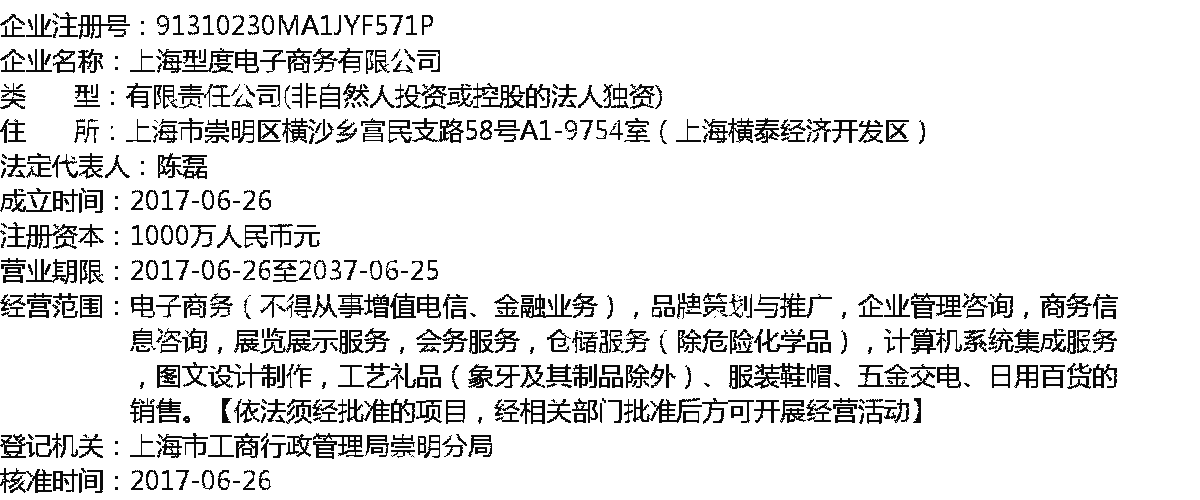 企业注册号：91310230MA1JYF571P
企业名称：上海型度电子商务有限公司
类　　型：有限责任公司(非自然人投资或控股的法人独资)
住　　所：上海市崇明区横沙乡富民支路58号A1-9754室（上海横泰经济开发区）
法定代表人：陈磊
成立时间：2017-06-26
注册资本：1000万人民币元
营业期限：2017-06-26至2037-06-25
经营范围：电子商务（不得从事增值电信、金融业务），品牌策划与推广，企业管理咨询，商务信
息咨询，展览展示服务，会务服务，仓储服务（除危险化学品），计算机系统集成服务
，图文设计制作，工艺礼品（象牙及其制品除外）、服装鞋帽、五金交电、日用百货的
销售。【依法须经批准的项目，经相关部门批准后方可开展经营活动】
登记机关：上海市工商行政管理局崇明分局
核准时间：2017-06-26